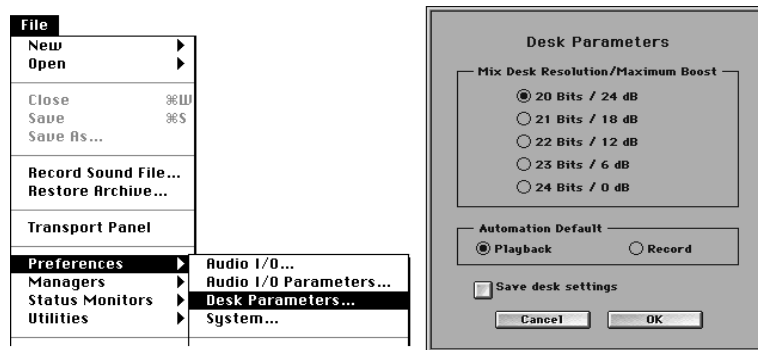 File
New
Open
Close ⌘W
Save ⌘S
Save As...
Record Sound File...
Restore Archive...
Transport Panel
Preferences
Managers
Status Monitors
Utilities
Audio I/O...
Audio I/O Parameters...
Desk Parameters...
System...
Desk Parameters
Mix Desk Resolution/Maximum Boost
20 Bits / 24 dB
21 Bits / 18 dB
22 Bits / 12 dB
23 Bits / 6 dB
24 Bits / 0 dB
Automation Default
Playback Record
Save desk settings
Cancel OK